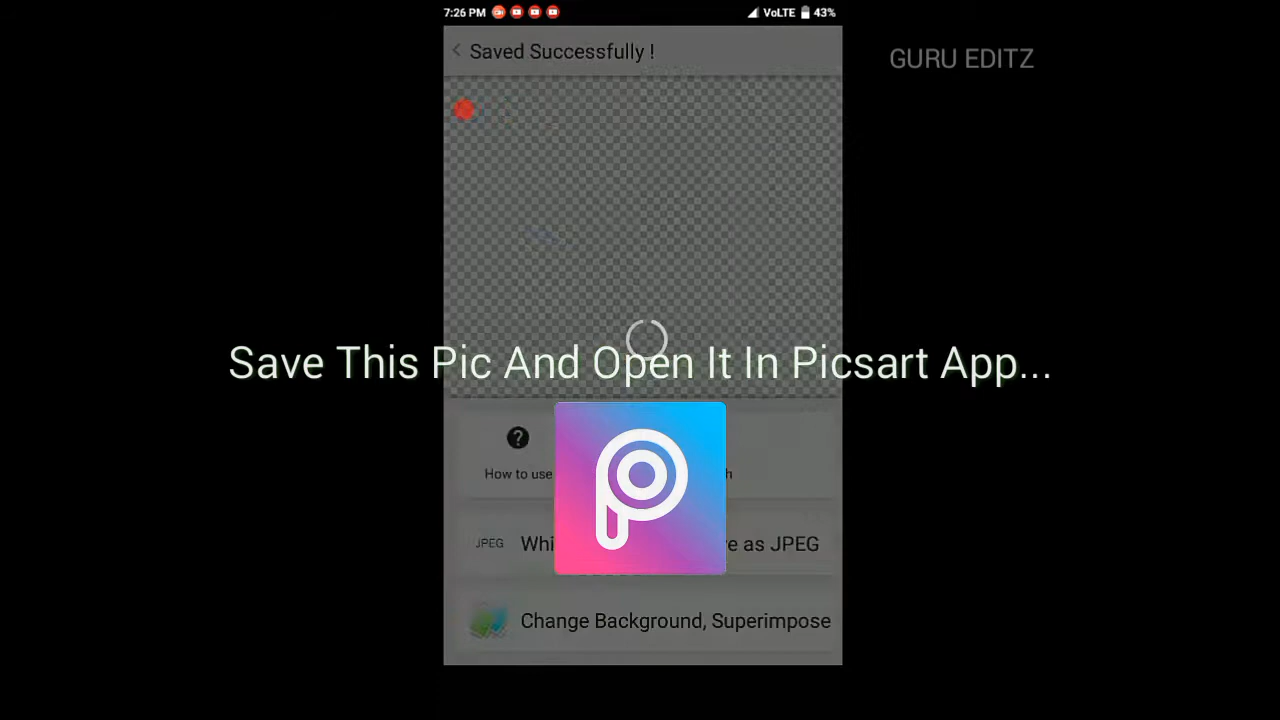 7:26 PM VoLTE 43%
Saved Successfully !
GURU EDITZ
Save This Pic And Open It In Picsart App...
How to use
JPEG Whi e as JPEG
Change Background, Superimpose